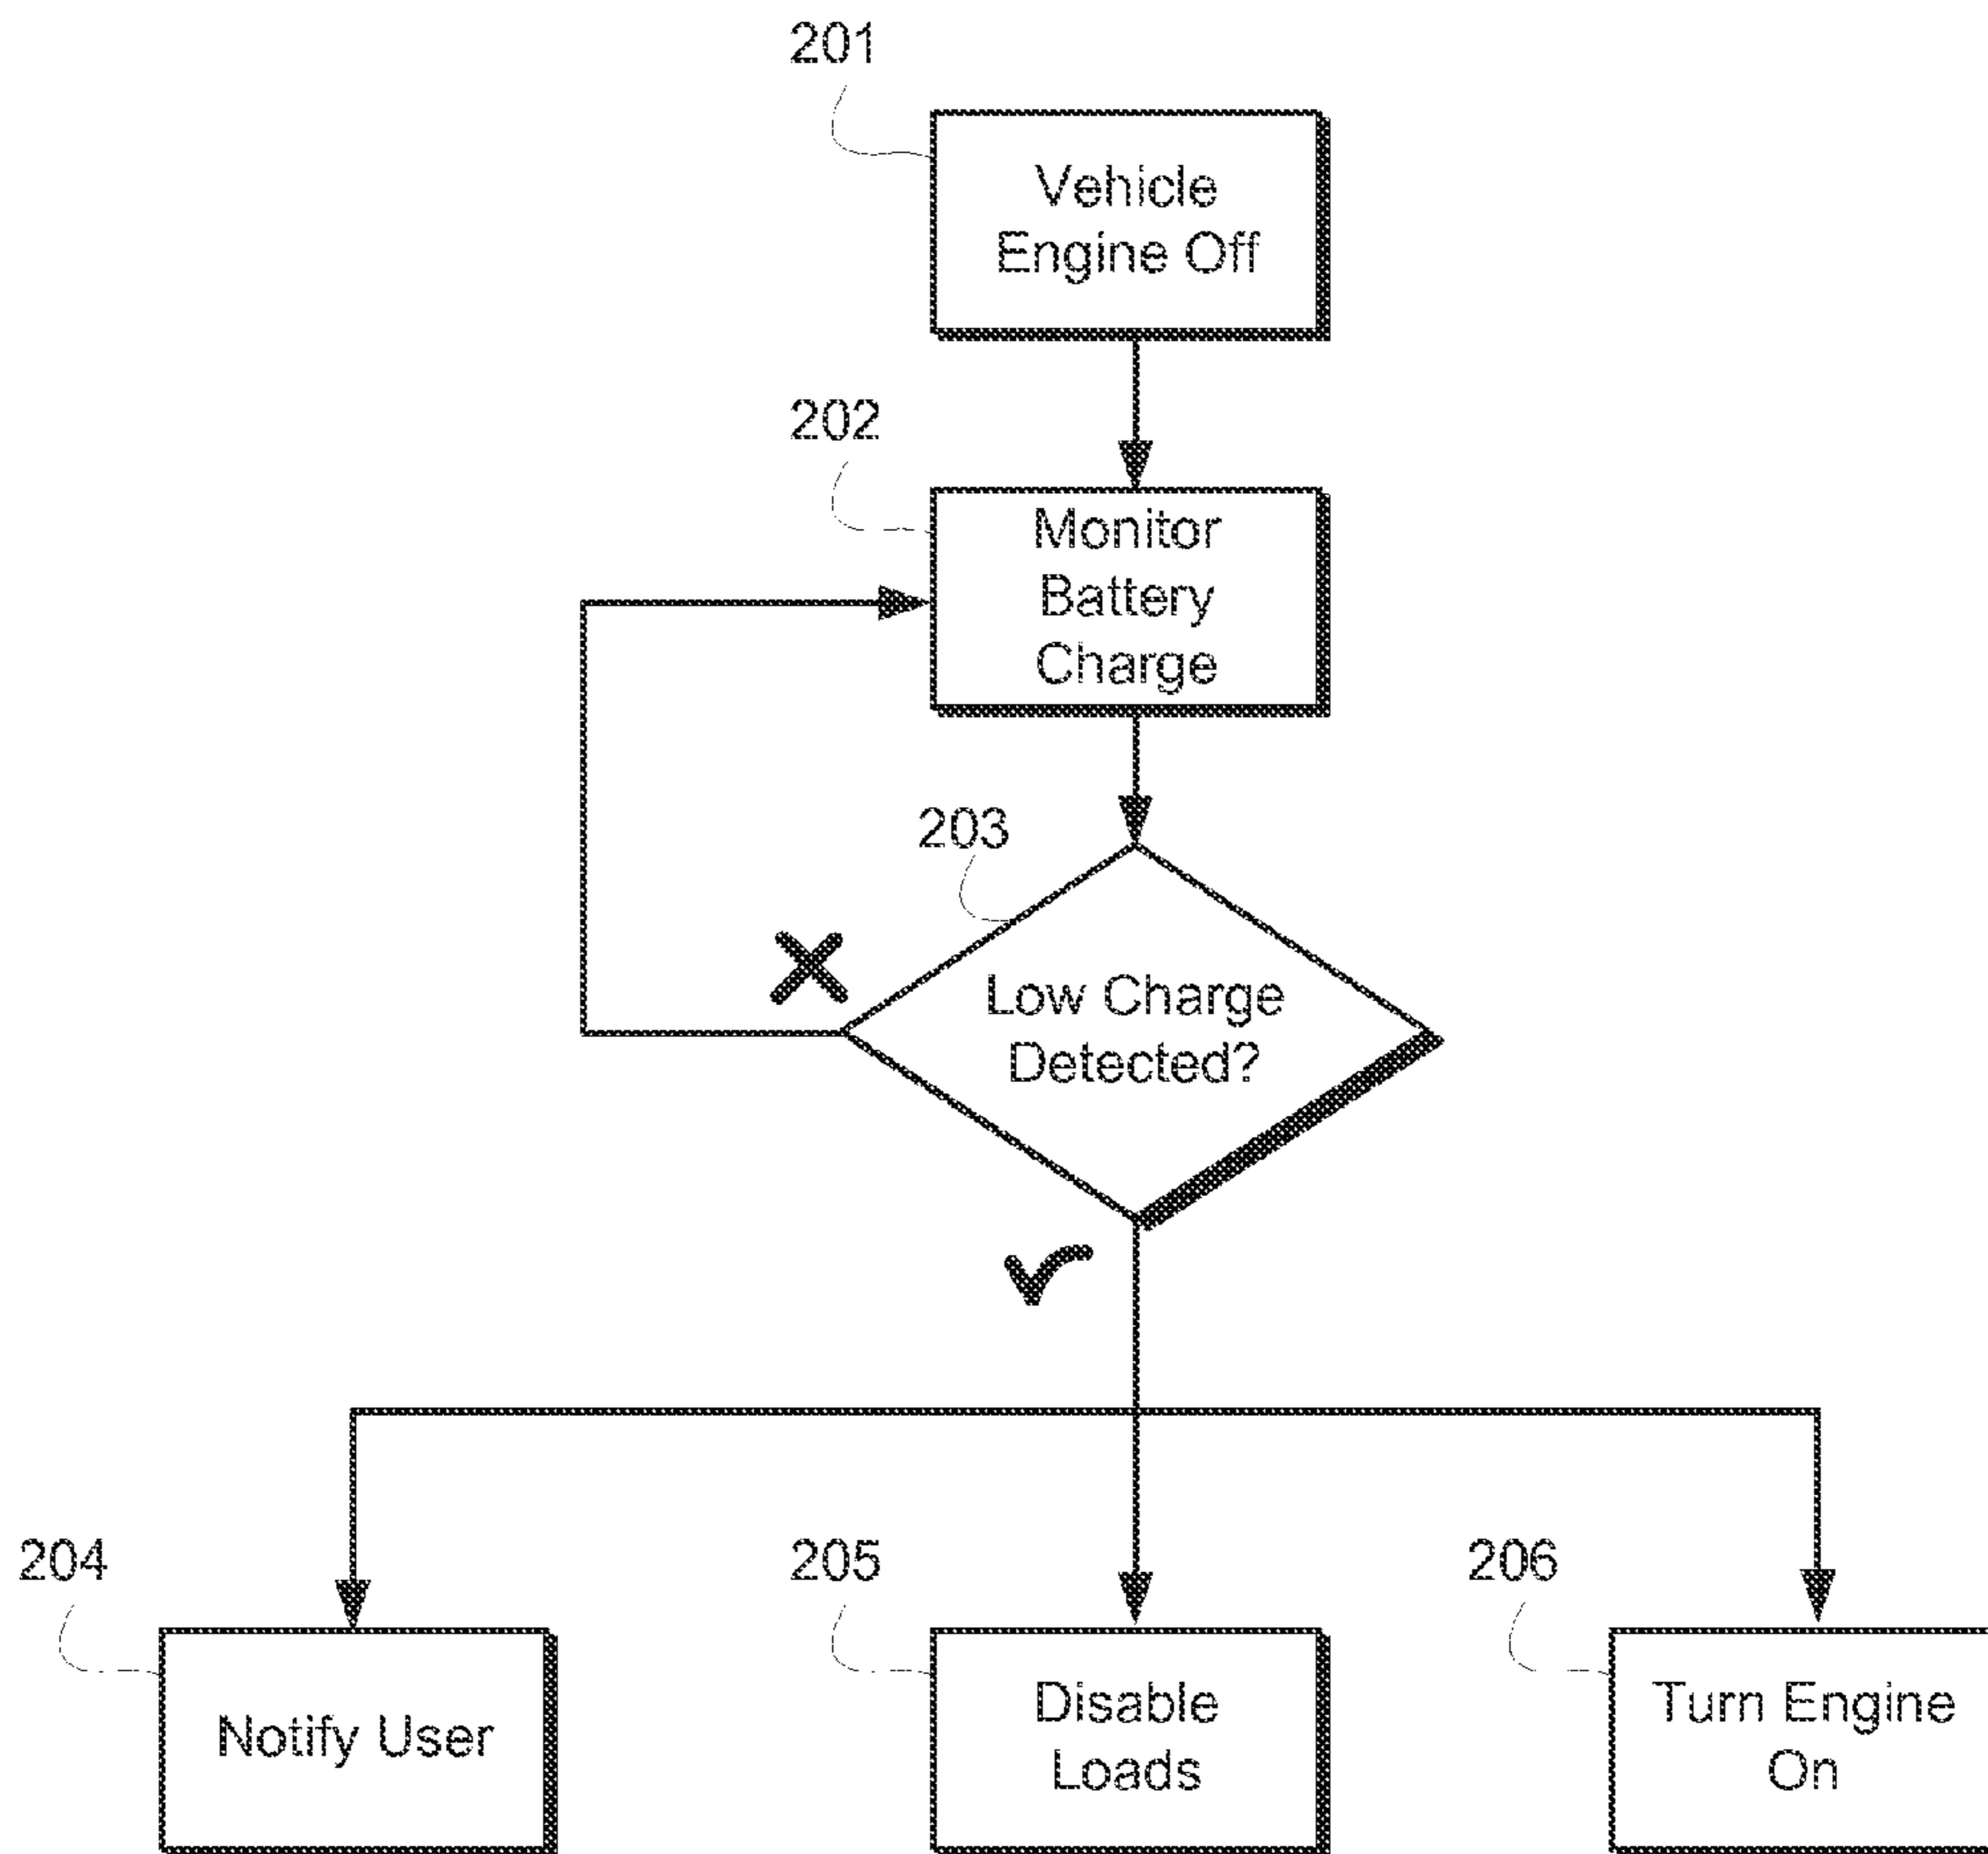 201
Vehicle
Engine Off
202
Monitor
Battery
Charge
203
Low Charge
Detected?
204
Notify User
205
Disable
Loads
206
Turn Engine
On